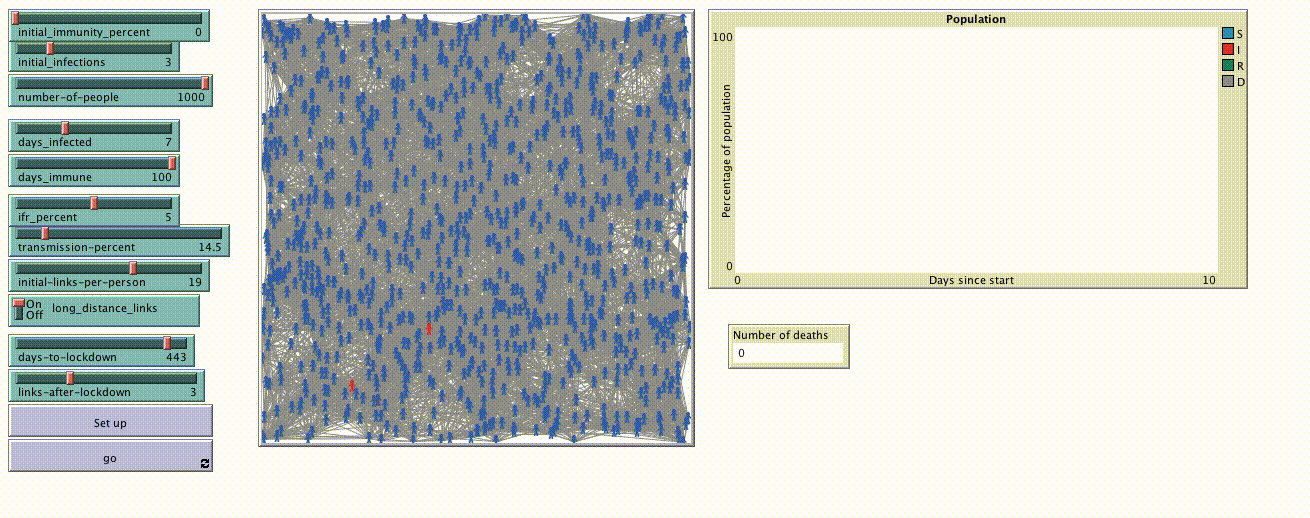 initial_immunity_percent 0
initial_infections 3
number-of-people 1000
days_infected 7
days_immune 100
ifr_percent 5
transmission-percent 14.5
initial-links-per-person 19
On
Off
long_distance_links
days-to-lockdown 443
links-after-lockdown 3
Set up
go
Population
100
Percentage of population
0
0
Days since start
10
S
I
R
D
Number of deaths
0